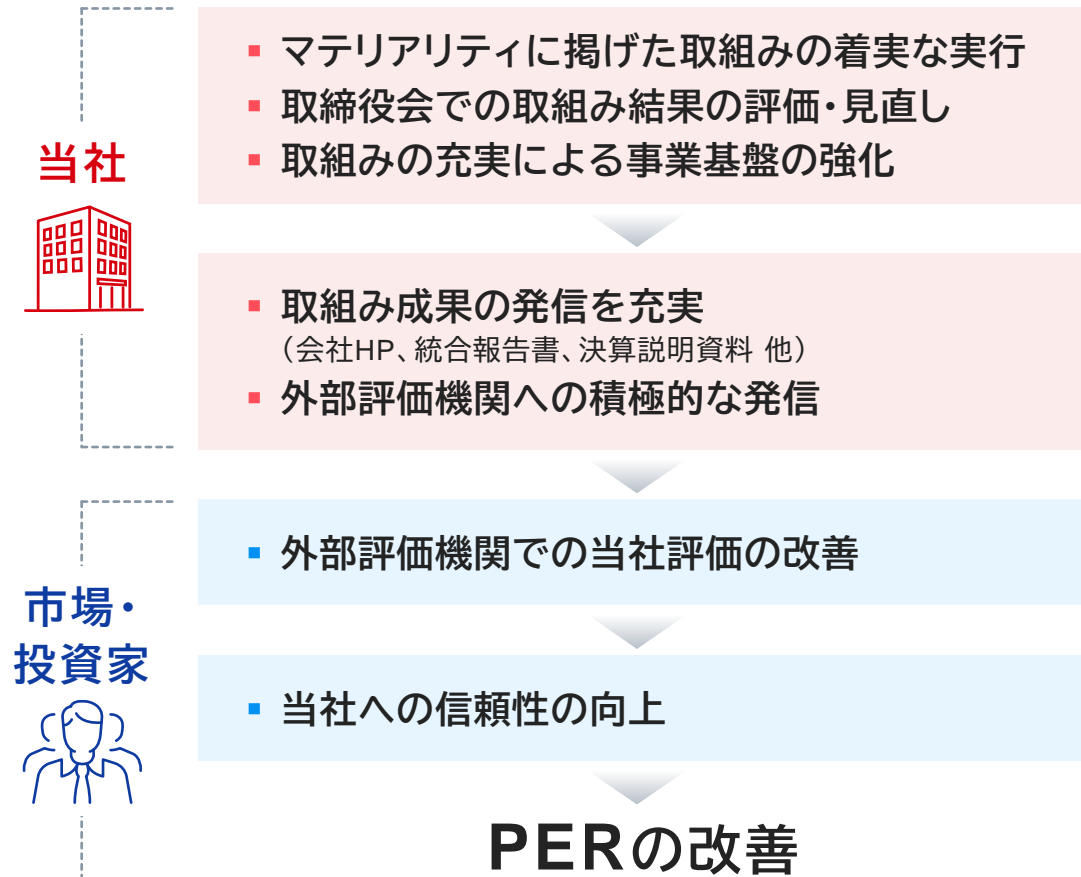 当社
▪ マテリアリティに掲げた取組みの着実な実行
▪ 取締役会での取組み結果の評価・見直し
▪ 取組みの充実による事業基盤の強化
▪ 取組み成果の発信を充実
（会社HP、統合報告書、決算説明資料 他）
▪ 外部評価機関への積極的な発信
市場・
投資家
▪ 外部評価機関での当社評価の改善
▪ 当社への信頼性の向上
PERの改善